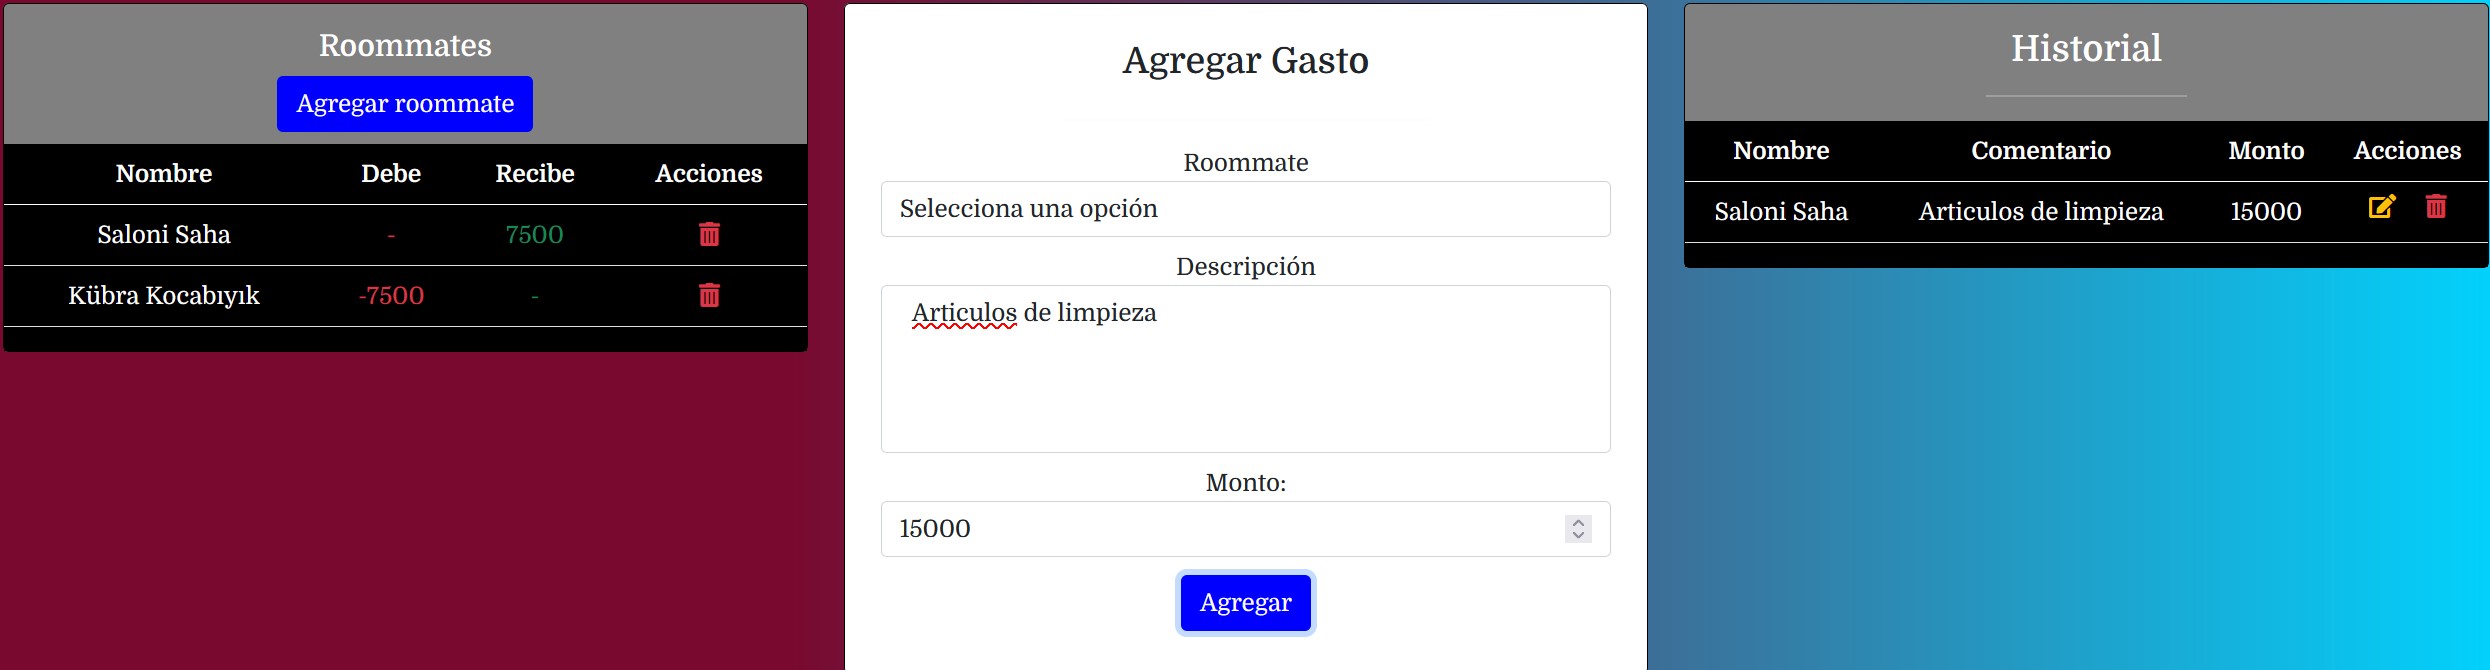 Roommates
Agregar roommate
Nombre Debe Recibe Acciones
Saloni Saha - 7500
Kübra Kocabıyık -7500 -
Agregar Gasto
Roommate
Selecciona una opción
Descripción
Articulos de limpieza
Monto:
15000
Agregar
Historial
Nombre Comentario Monto Acciones
Saloni Saha Articulos de limpieza 15000